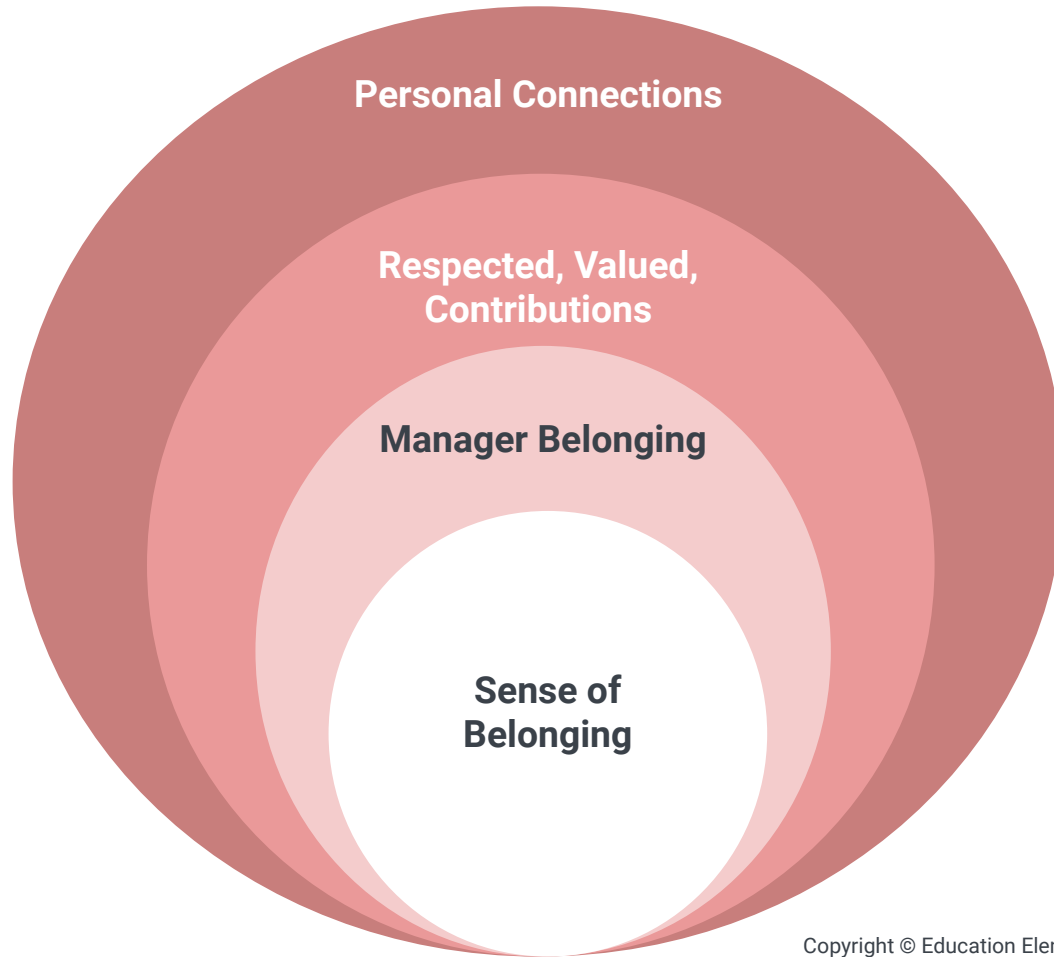 Personal Connections
Respected, Valued,
Contributions
Manager Belonging
Sense of
Belonging
Copyright © Education